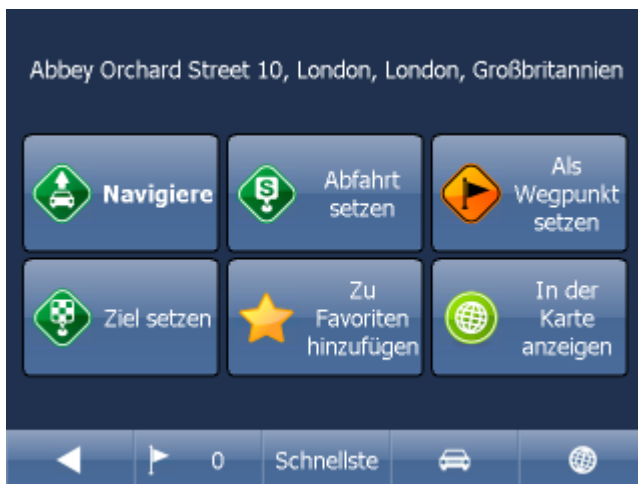 Abbey Orchard Street 10, London, London, Großbritannien
Navigiere
Abfahrt
setzen
Als
Wegpunkt
setzen
Ziel setzen
Zu
Favoriten
hinzufügen
In der
Karte
anzeigen
0
Schnellste